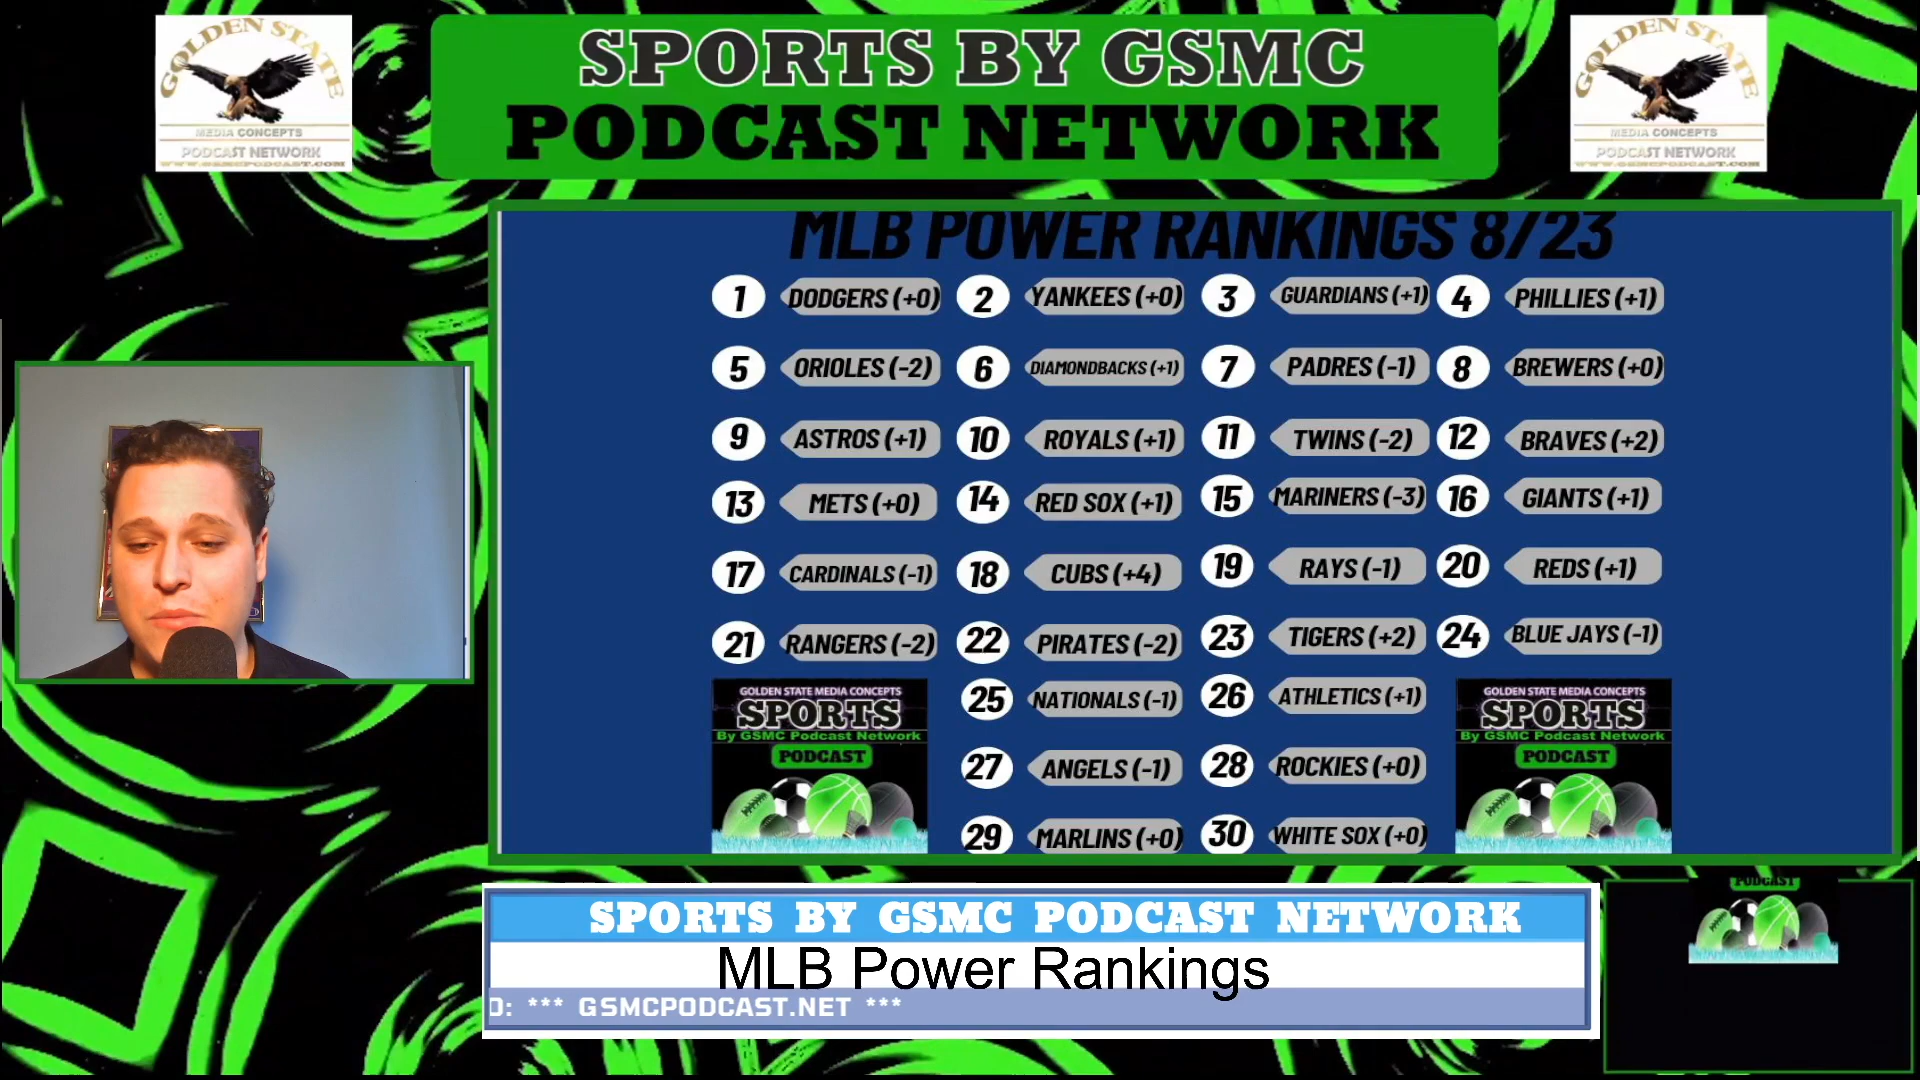 GOLDEN STATE
MEDIA CONCEPTS
PODCAST NETWORK
WWW.GSMCPODCAST.COM
SPORTS BY GSMC
PODCAST NETWORK
GOLDEN STATE
MEDIA CONCEPTS
PODCAST NETWORK
WWW.GSMCPODCAST.COM
MLB POWER RANKINGS 8/23
1 DODGERS (+0) 2 YANKEES (+0) 3 GUARDIANS (+1) 4 PHILLIES (+1)
5 ORIOLES (-2) 6 DIAMONDBACKS (+1) 7 PADRES (-1) 8 BREWERS (+0)
9 ASTROS (+1) 10 ROYALS (+1) 11 TWINS (-2) 12 BRAVES (+2)
13 METS (+0) 14 RED SOX (+1) 15 MARINERS (-3) 16 GIANTS (+1)
17 CARDINALS (-1) 18 CUBS (+4) 19 RAYS (-1) 20 REDS (+1)
21 RANGERS (-2) 22 PIRATES (-2) 23 TIGERS (+2) 24 BLUE JAYS (-1)
25 NATIONALS (-1) 26 ATHLETICS (+1)
27 ANGELS (-1) 28 ROCKIES (+0)
29 MARLINS (+0) 30 WHITE SOX (+0)
GOLDEN STATE MEDIA CONCEPTS
SPORTS
By GSMC Podcast Network
PODCAST
GOLDEN STATE MEDIA CONCEPTS
SPORTS
By GSMC Podcast Network
PODCAST
SPORTS BY GSMC PODCAST NETWORK
MLB Power Rankings
D: *** GSMCPODCAST.NET ***
PODCAST